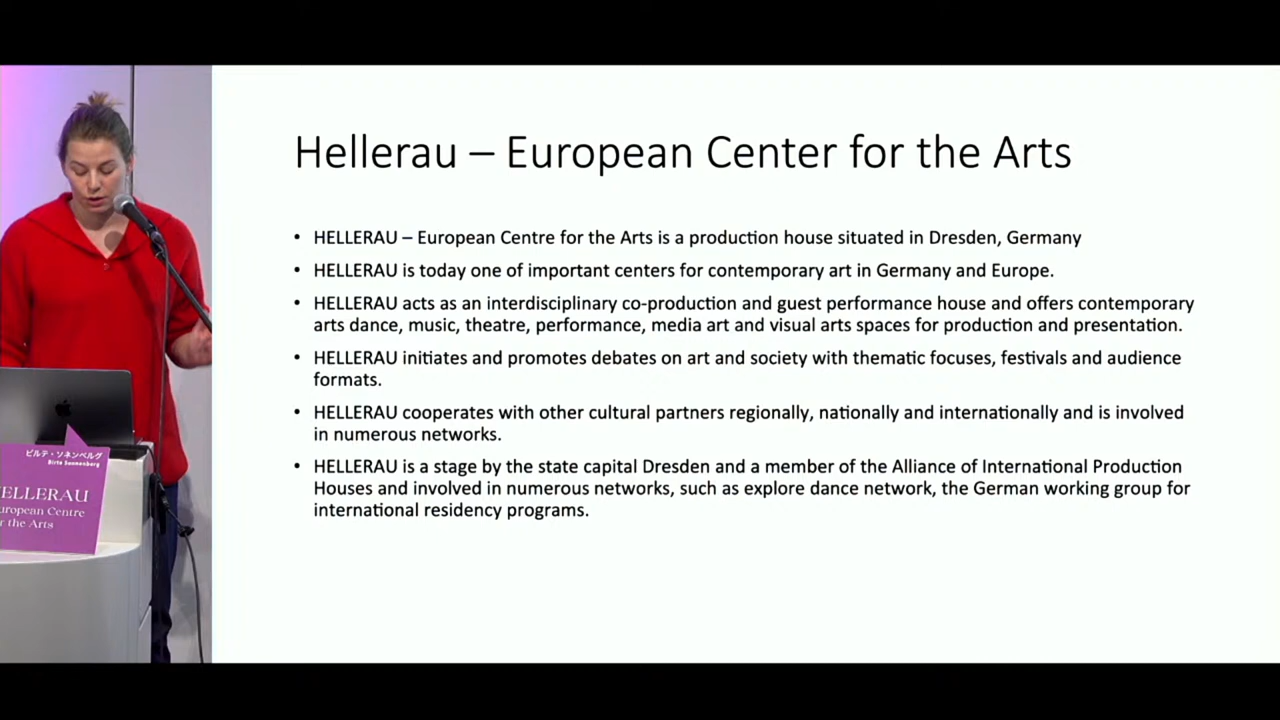 Hellerau – European Center for the Arts
• HELLERAU – European Centre for the Arts is a production house situated in Dresden, Germany
• HELLERAU is today one of important centers for contemporary art in Germany and Europe.
• HELLERAU acts as an interdisciplinary co-production and guest performance house and offers contemporary
arts dance, music, theatre, performance, media art and visual arts spaces for production and presentation.
• HELLERAU initiates and promotes debates on art and society with thematic focuses, festivals and audience
formats.
• HELLERAU cooperates with other cultural partners regionally, nationally and internationally and is involved
in numerous networks.
• HELLERAU is a stage by the state capital Dresden and a member of the Alliance of International Production
Houses and involved in numerous networks, such as explore dance network, the German working group for
international residency programs.
ビルテ・ソネンベルグ
Birte Sonnenberg
ELLERAU
uropean Centre
r the Arts